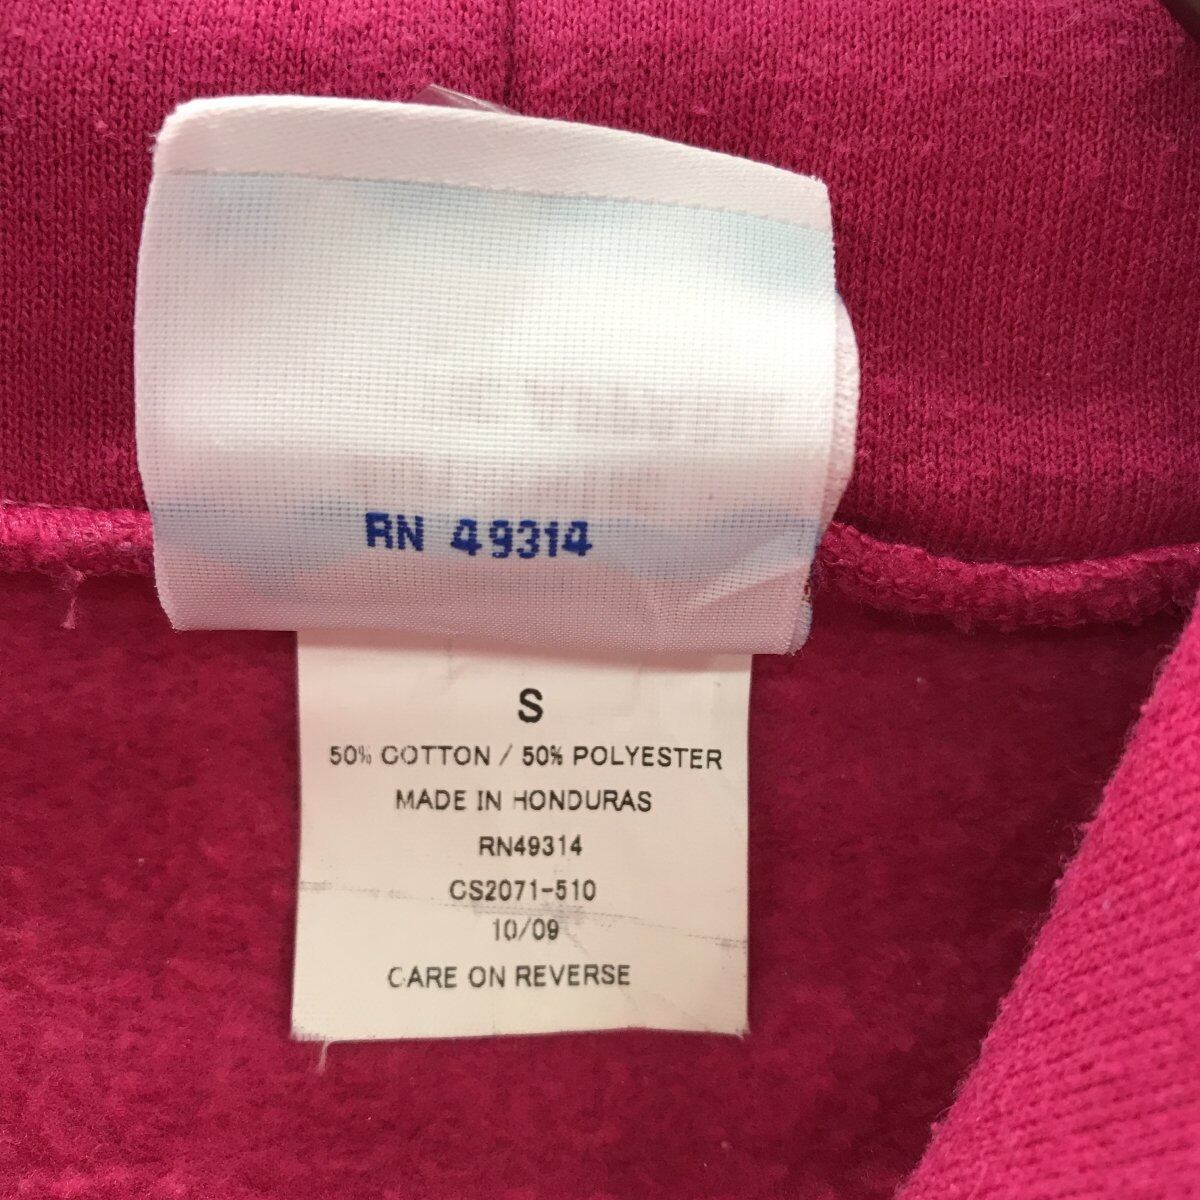 RN 49314
S
50% COTTON / 50% POLYESTER
MADE IN HONDURAS
RN49314
CS2071-510
10/09
CARE ON REVERSE